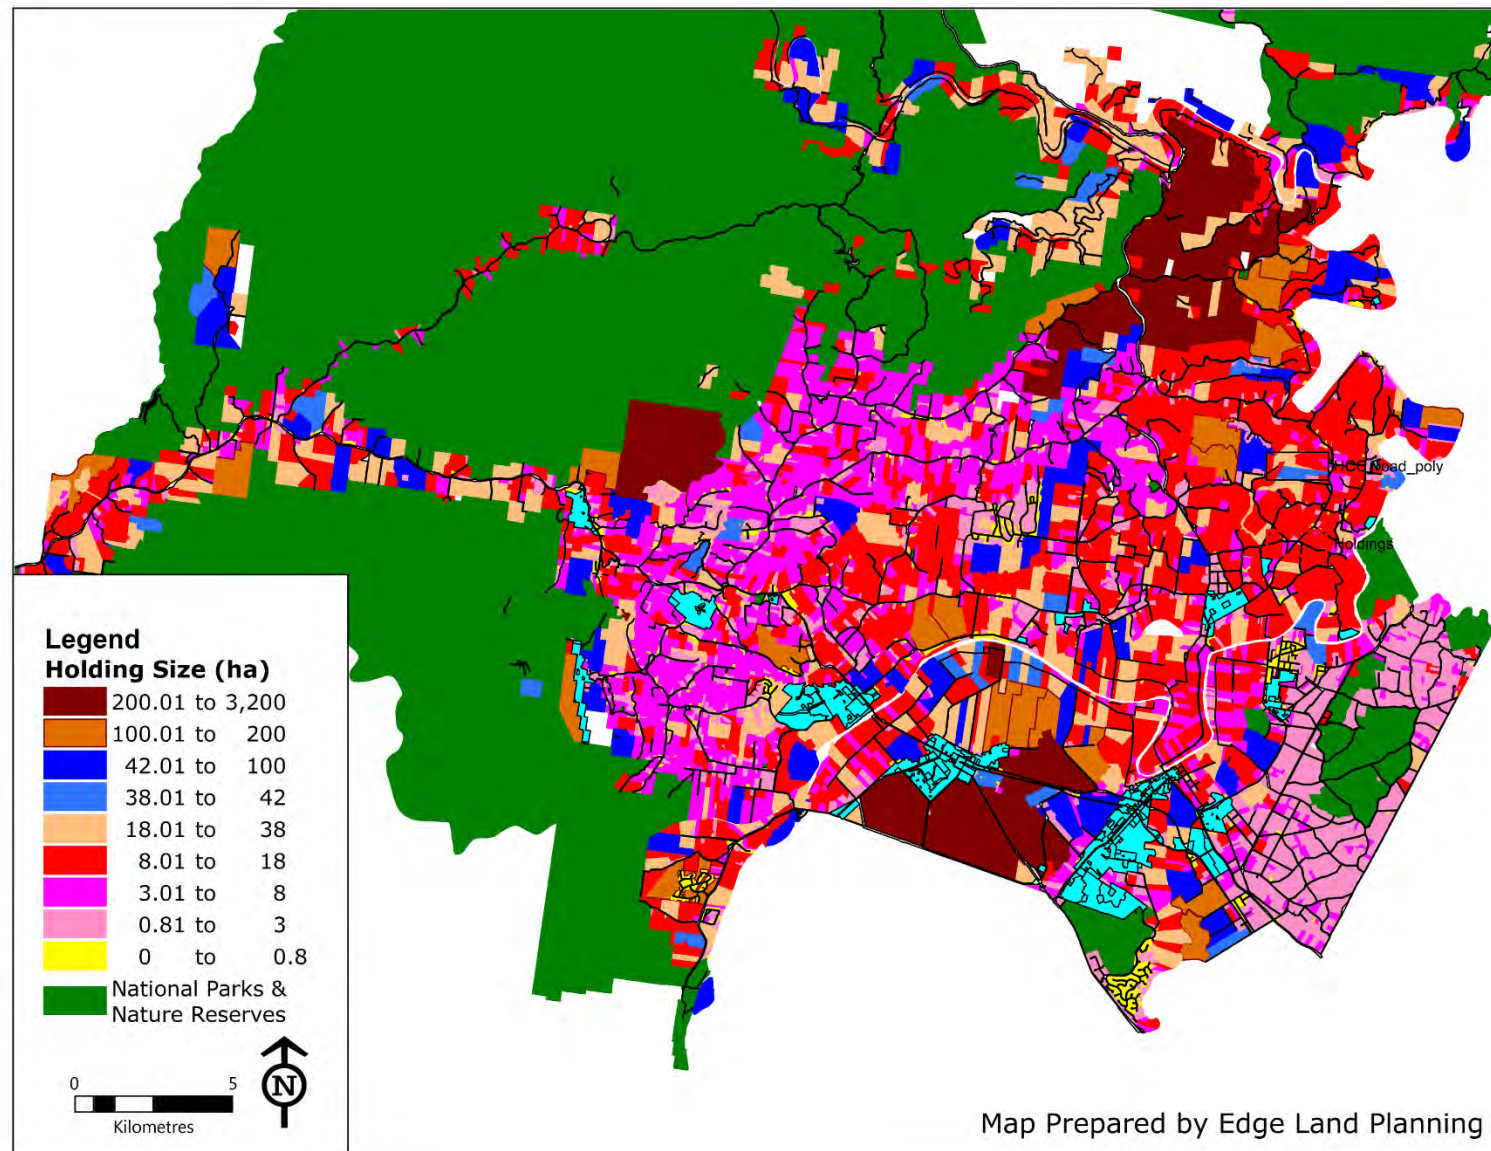 HCC_Road_poly
Holdings
Legend
Holding Size (ha)
200.01 to 3,200
100.01 to 200
42.01 to 100
38.01 to 42
18.01 to 38
8.01 to 18
3.01 to 8
0.81 to 3
0 to 0.8
National Parks &
Nature Reserves
0 5
N
Kilometres
Map Prepared by Edge Land Planning